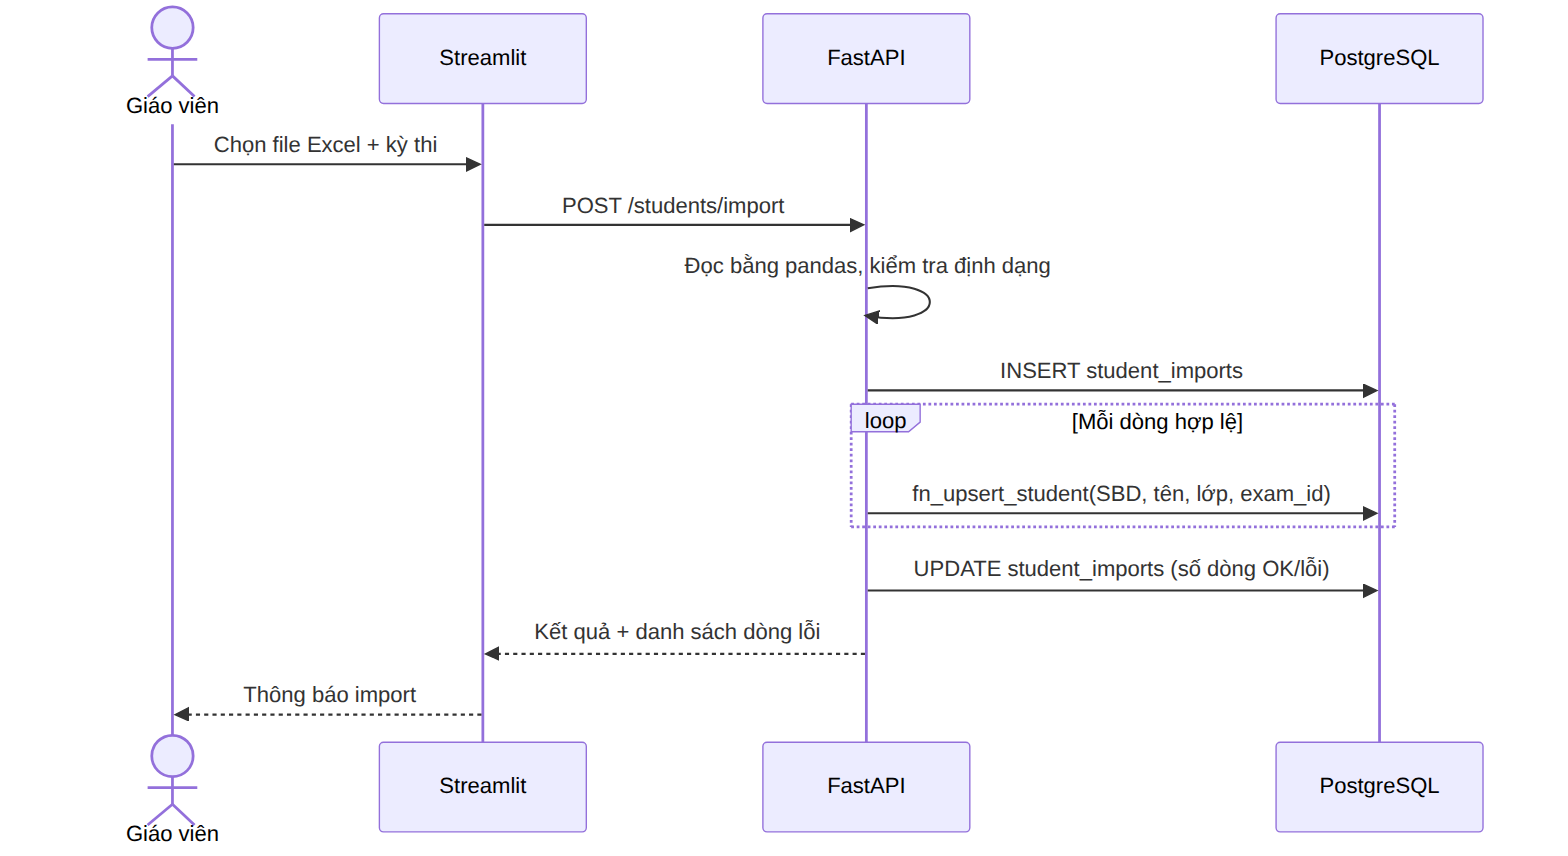 Giáo viên
Streamlit
FastAPI
PostgreSQL
Chọn file Excel + kỳ thi
POST /students/import
Đọc bằng pandas, kiểm tra định dạng
INSERT student_imports
loop
[Mỗi dòng hợp lệ]
fn_upsert_student(SBD, tên, lớp, exam_id)
UPDATE student_imports (số dòng OK/lỗi)
Kết quả + danh sách dòng lỗi
Thông báo import
Giáo viên
Streamlit
FastAPI
PostgreSQL